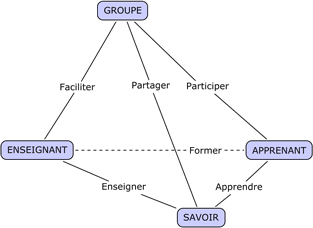 GROUPE
Faciliter Partager Participer
ENSEIGNANT Former APPRENANT
Enseigner Apprendre
SAVOIR